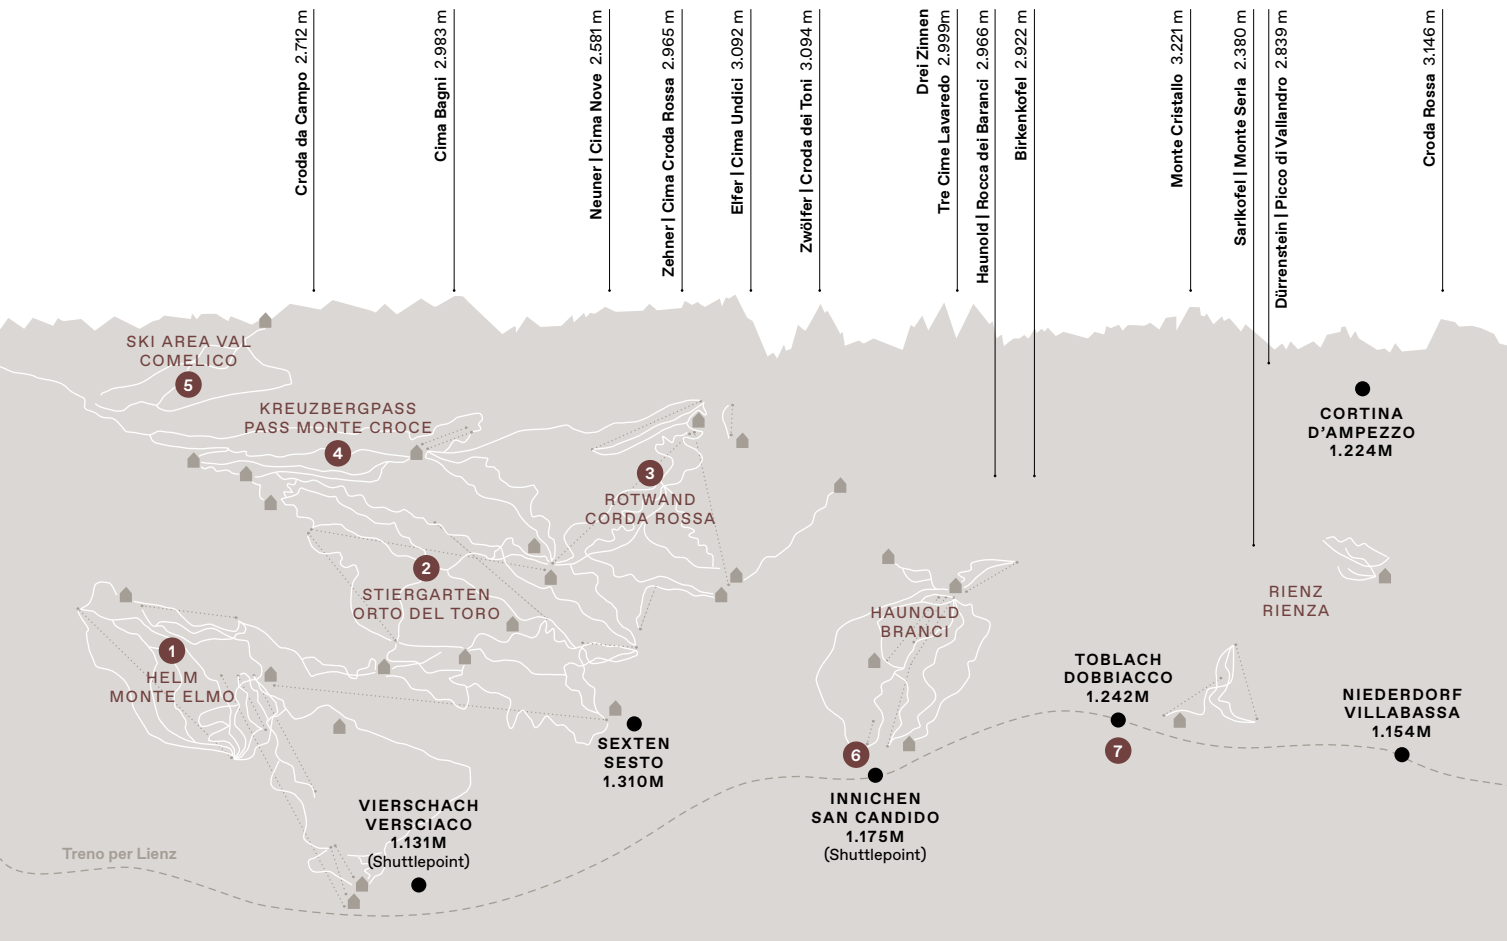 Croda da Campo 2.712 m
Cima Bagni 2.983 m
Neuner | Cima Nove 2.581 m
Zehner | Cima Croda Rossa 2.965 m
Elfer | Cima Undici 3.092 m
Zwölfer | Croda dei Toni 3.094 m
Drei Zinnen
Tre Cime Lavaredo 2.999m
Haunold | Rocca dei Baranci 2.966 m
Birkenkofel 2.922 m
Monte Cristallo 3.221 m
Sarlkofel | Monte Serla 2.380 m
Dürrenstein | Picco di Vallandro 2.839 m
Croda Rossa 3.146 m
SKI AREA VAL
COMELICO
5
KREUZBERGPASS
PASS MONTE CROCE
4
3
ROTWAND
CORDA ROSSA
2
STIERGARTEN
ORTO DEL TORO
1
HELM
MONTE ELMO
HAUNOLD
BRANCI
RIENZ
RIENZA
CORTINA
D'AMPEZZO
1.224M
TOBLACH
DOBBIACCO
1.242M
7
NIEDERDORF
VILLABASSA
1.154M
SEXTEN
SESTO
1.310M
6
INNICHEN
SAN CANDIDO
1.175M
(Shuttlepoint)
VIERSCHACH
VERSCIACO
1.131M
(Shuttlepoint)
Treno per Lienz